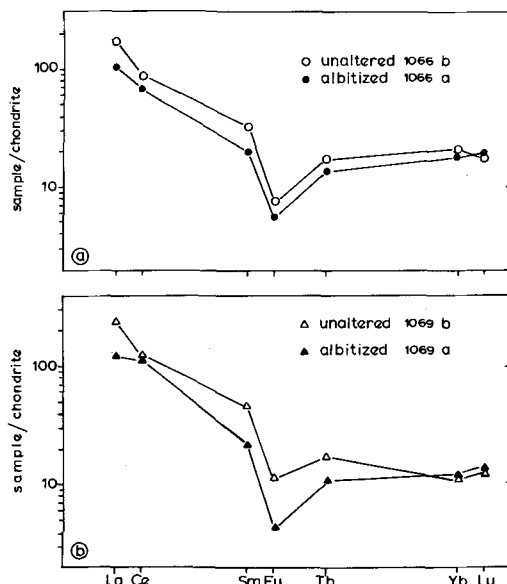 unaltered 1066 b
albitized 1066 a
100
10
sample/chondrite
a
unaltered 1069 b
albitized 1069 a
100
10
sample/chondrite
b
La Ce Sm Eu Tb Yb Lu